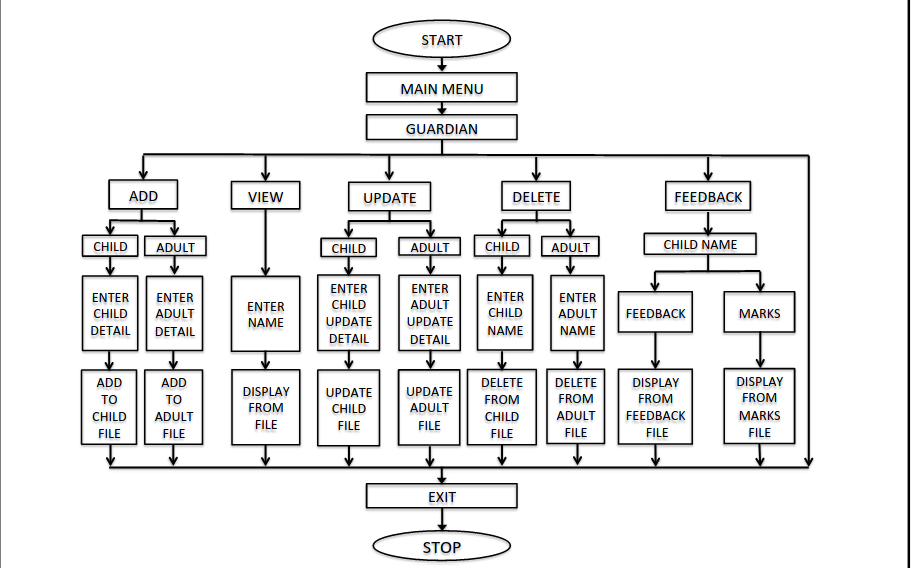 START
MAIN MENU
GUARDIAN
ADD
VIEW
UPDATE
DELETE
FEEDBACK
CHILD
ADULT
CHILD
ADULT
CHILD
ADULT
CHILD NAME
ENTER
CHILD
DETAIL
ENTER
ADULT
DETAIL
ENTER
NAME
ENTER
CHILD
UPDATE
DETAIL
ENTER
ADULT
UPDATE
DETAIL
ENTER
CHILD
NAME
ENTER
ADULT
NAME
FEEDBACK
MARKS
ADD
TO
CHILD
FILE
ADD
TO
ADULT
FILE
DISPLAY
FROM
FILE
UPDATE
CHILD
FILE
UPDATE
ADULT
FILE
DELETE
FROM
CHILD
FILE
DELETE
FROM
ADULT
FILE
DISPLAY
FROM
FEEDBACK
FILE
DISPLAY
FROM
MARKS
FILE
EXIT
STOP